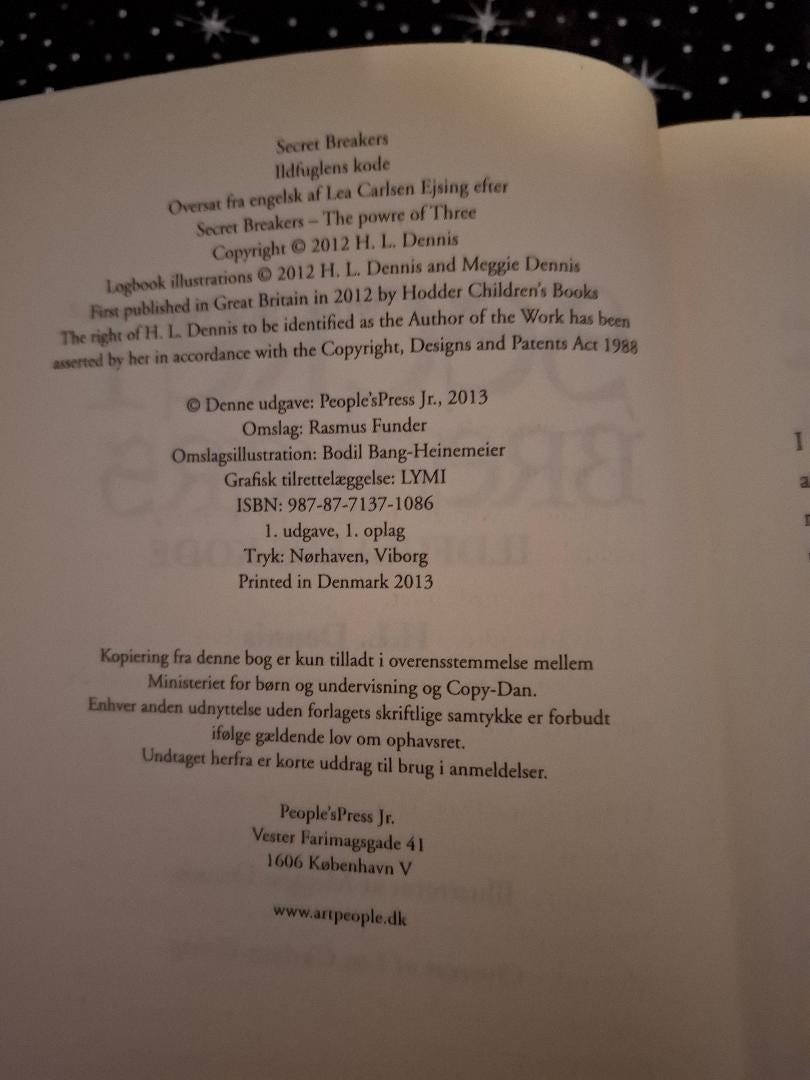 Secret Breakers
Ildfuglens kode
Oversat fra engelsk af Lea Carlsen Ejsing efter
Secret Breakers – The powre of Three
Copyright © 2012 H. L. Dennis
Logbook illustrations © 2012 H. L. Dennis and Meggie Dennis
First published in Great Britain in 2012 by Hodder Children's Books
The right of H. L. Dennis to be identified as the Author of the Work has been
asserted by her in accordance with the Copyright, Designs and Patents Act 1988
© Denne udgave: People'sPress Jr., 2013
Omslag: Rasmus Funder
Omslagsillustration: Bodil Bang-Heinemeier
Grafisk tilrettelæggelse: LYMI
ISBN: 987-87-7137-1086
1. udgave, 1. oplag
Tryk: Nørhaven, Viborg
Printed in Denmark 2013
Kopiering fra denne bog er kun tilladt i overensstemmelse mellem
Ministeriet for børn og undervisning og Copy-Dan.
Enhver anden udnyttelse uden forlagets skriftlige samtykke er forbudt
ifølge gældende lov om ophavsret.
Undtaget herfra er korte uddrag til brug i anmeldelser.
People'sPress Jr.
Vester Farimagsgade 41
1606 København V
www.artpeople.dk